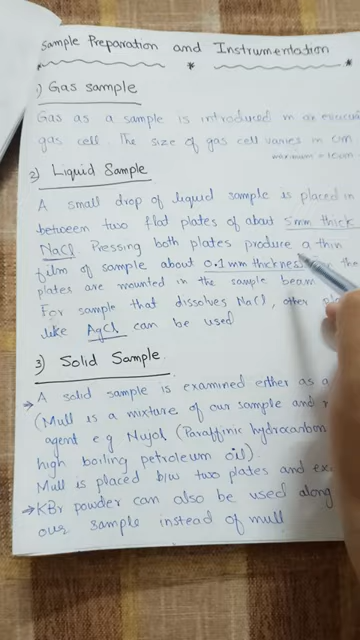 Sample Preparation and Instrumentation
1) Gas sample
Gas as a sample is introduced in an
gas cell. The size of gas cell varies in cm
maximum = 10cm
2) Liquid Sample
A small drop of liquid sample is placed in
between two flat plates of about 5mm thick
NaCl. Pressing both plates produce a thin
film of sample about 0.1mm thickness. the
plates are mounted in the sample beam
For sample that dissolves NaCl, other
like AgCl can be used
3) Solid Sample
→ A solid sample is examined either as a
(Mull is a mixture of our sample and
agent e.g Nujol (Paraffinic hydrocarbon
high boiling petroleum oil).
Mull is placed b/w two plates and
→ KBr powder can also be used along
our sample instead of mull